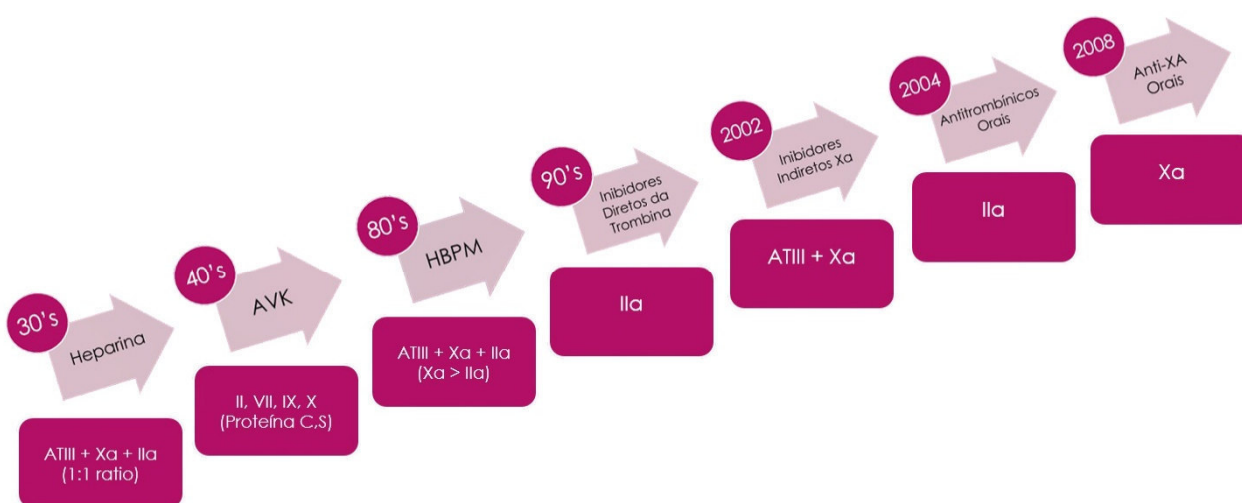 30's
Heparina
ATIII + Xa + IIa
(1:1 ratio)
40's
AVK
II, VII, IX, X
(Proteína C,S)
80's
HBPM
ATIII + Xa + IIa
(Xa > IIa)
90's
Inibidores
Diretos da
Trombina
IIa
2002
Inibidores
Indiretos Xa
ATIII + Xa
2004
Antitrombínicos
Orais
IIa
2008
Anti-XA
Orais
Xa